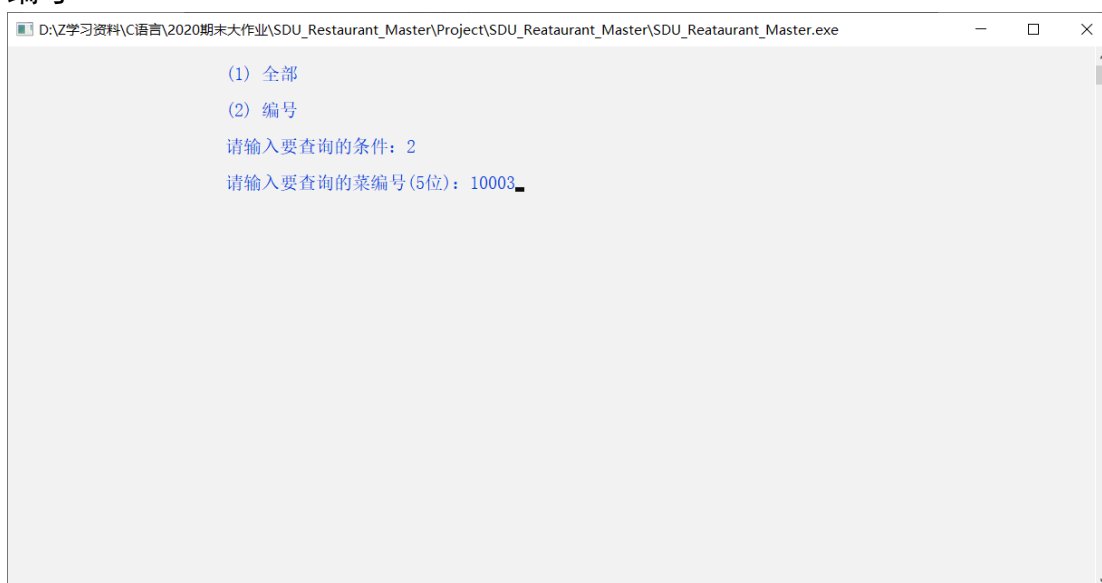 D:\Z学习资料\C语言\2020期末大作业\SDU_Restaurant_Master\Project\SDU_Reataurant_Master\SDU_Reataurant_Master.exe
(1) 全部
(2) 编号
请输入要查询的条件: 2
请输入要查询的菜编号(5位): 10003